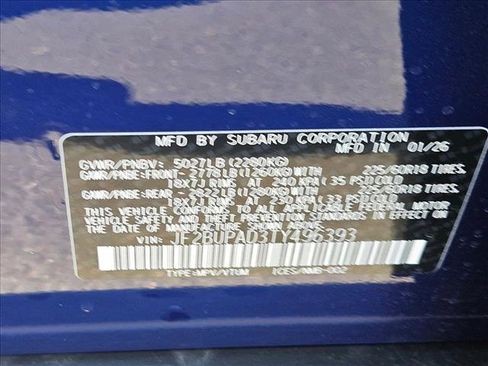 MFD BY SUBARU CORPORATION
MFD IN 01/26
GVWR/PNBV: 5027LB (2280KG)
GAWR/PNBE:FRONT- 2778LB (1260KG) WITH 225/60R18 TIRES,
18X7J RIMS AT 240 KPA (35 PSI) COLD
GAWR/PNBE:REAR - 2822LB (1280KG) WITH 225/60R18 TIRES,
18X7J RIMS AT 230 KPA (33 PSI) COLD
THIS VEHICLE CONFORMS TO ALL APPLICABLE FEDERAL MOTOR
VEHICLE SAFETY AND THEFT PREVENTION STANDARDS IN EFFECT ON
THE DATE OF MANUFACTURE SHOWN ABOVE.
VIN: JF2BUPAD3TY496393
TYPE:MPV/VTUM ICES/NMB-002